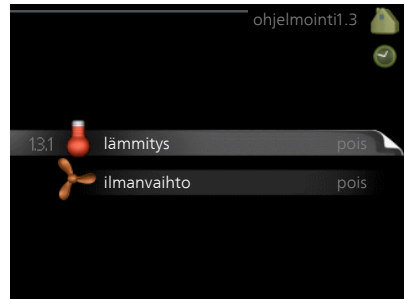 ohjelmointi1.3
1.3.1 lämmitys pois
ilmanvaihto pois